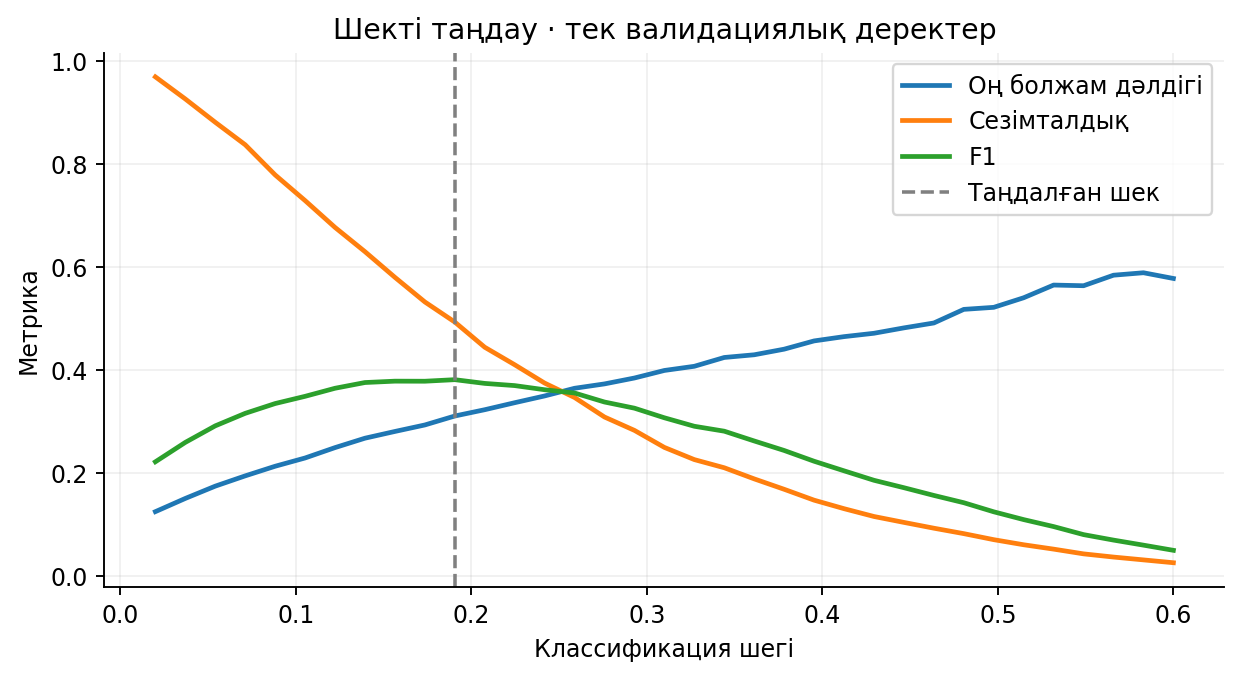 Шекті таңдау · тек валидациялық деректер
Метрика
1.0
0.8
0.6
0.4
0.2
0.0
Оң болжам дәлдігі
Сезімталдық
F1
Таңдалған шек
0.0 0.1 0.2 0.3 0.4 0.5 0.6
Классификация шегі